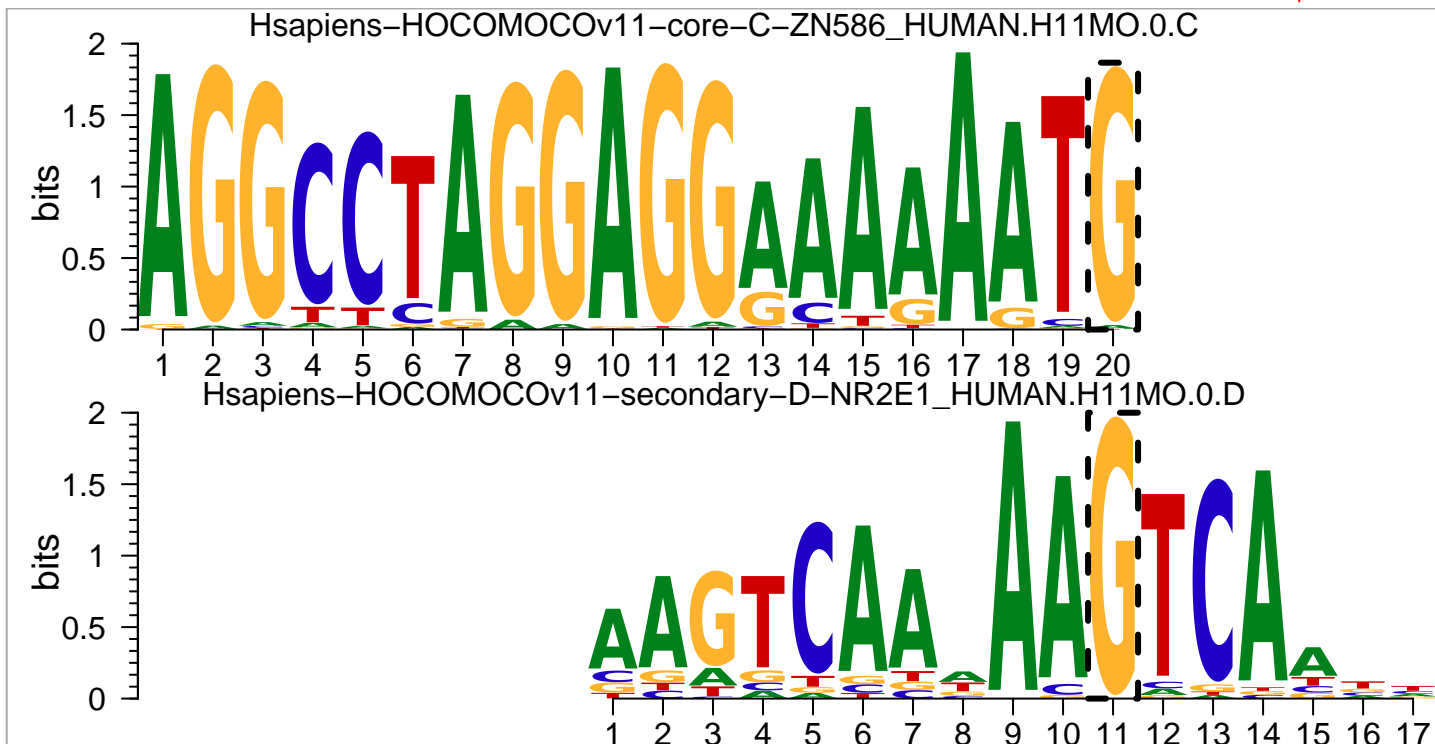 Hsapiens−HOCOMOCOv11−core−C−ZN586_HUMAN.H11MO.0.C
2
1.5
1
0.5
0
bits
AGGCCTAGGAGGAAAAAATG
1 2 3 4 5 6 7 8 9 10 11 12 13 14 15 16 17 18 19 20
Hsapiens−HOCOMOCOv11−secondary−D−NR2E1_HUMAN.H11MO.0.D
2
1.5
1
0.5
0
bits
AAGTCAAAAAGTCAA
1 2 3 4 5 6 7 8 9 10 11 12 13 14 15 16 17